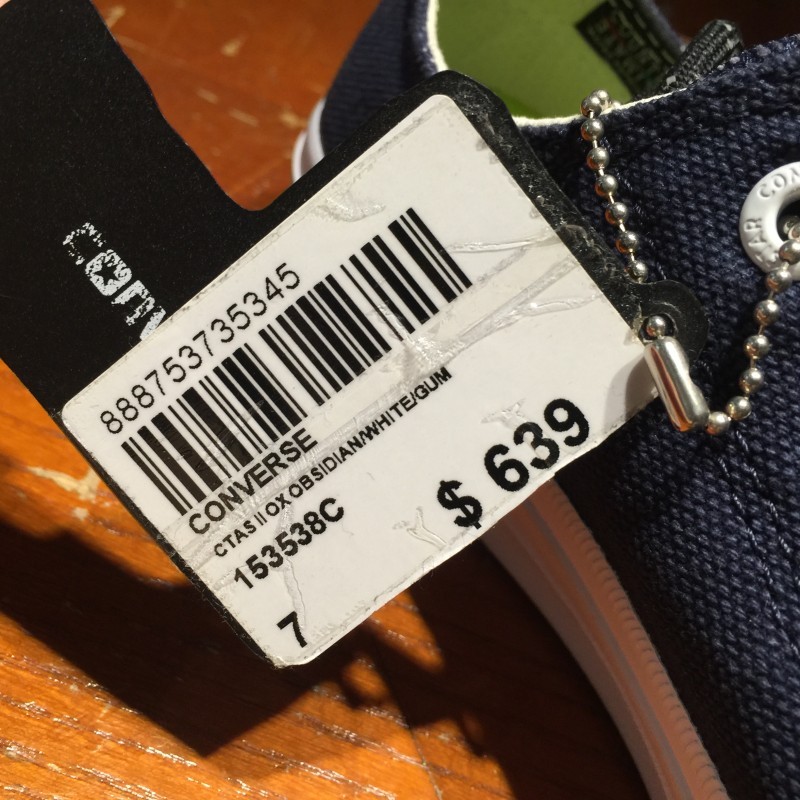 888753735345
CONVERSE
CTAS II OX OBSIDIAN/WHITE/GUM
153538C
$ 639
7